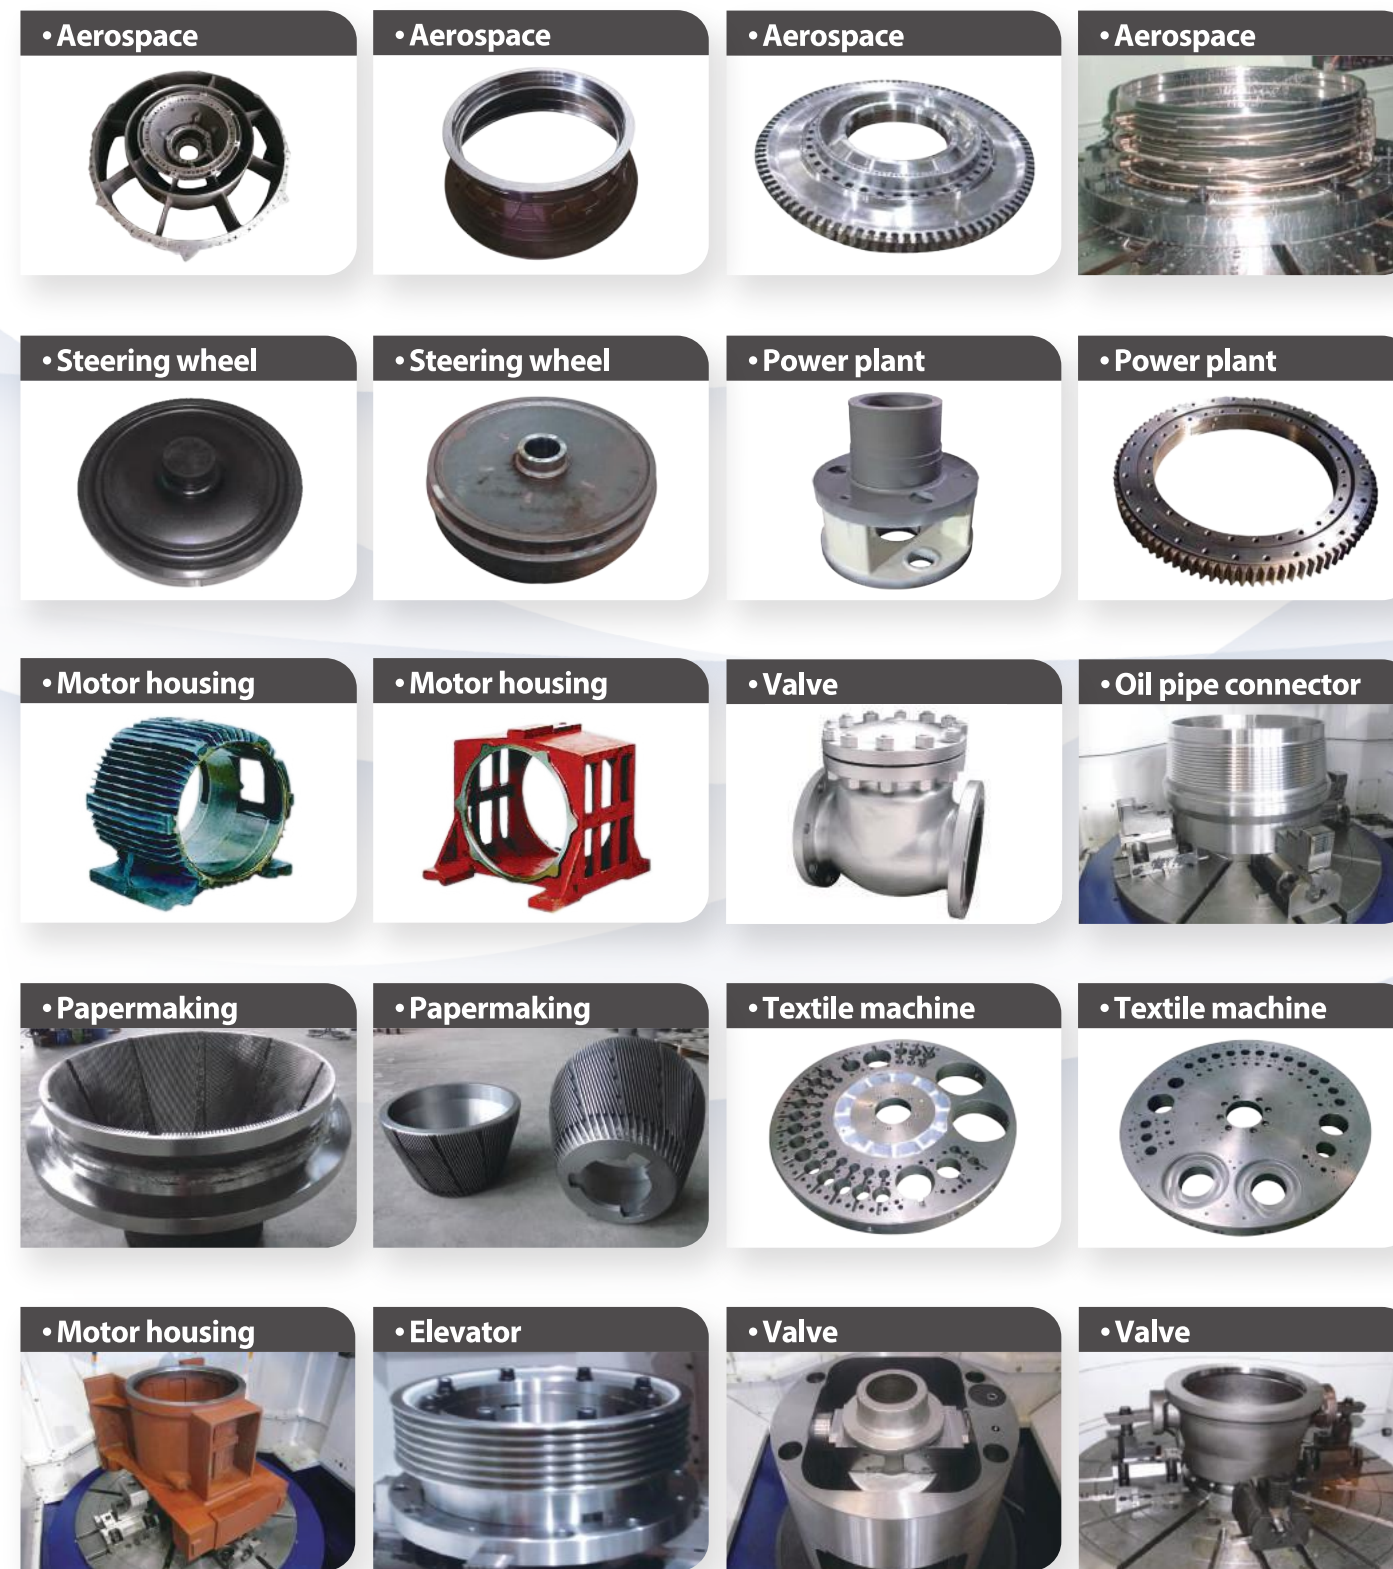 • Aerospace
• Aerospace
• Aerospace
• Aerospace
• Steering wheel
• Steering wheel
• Power plant
• Power plant
• Motor housing
• Motor housing
• Valve
• Oil pipe connector
• Papermaking
• Papermaking
• Textile machine
• Textile machine
• Motor housing
• Elevator
• Valve
• Valve